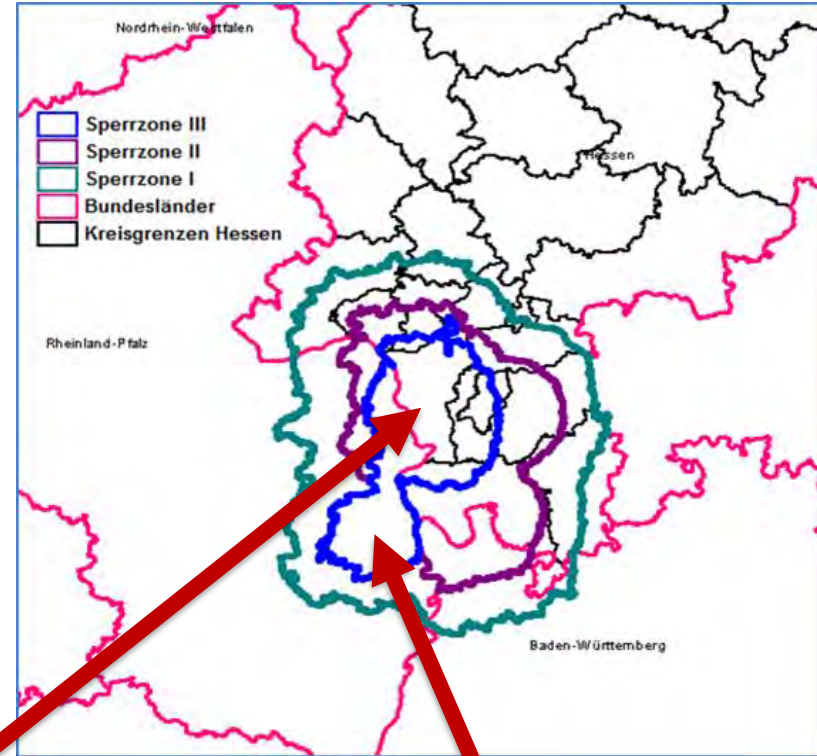 Nordrhein-Westfalen
Sperrzone III
Sperrzone II
Sperrzone I
Bundesländer
Kreisgrenzen Hessen
Hessen
Rheinland-Pfalz
Baden-Württemberg